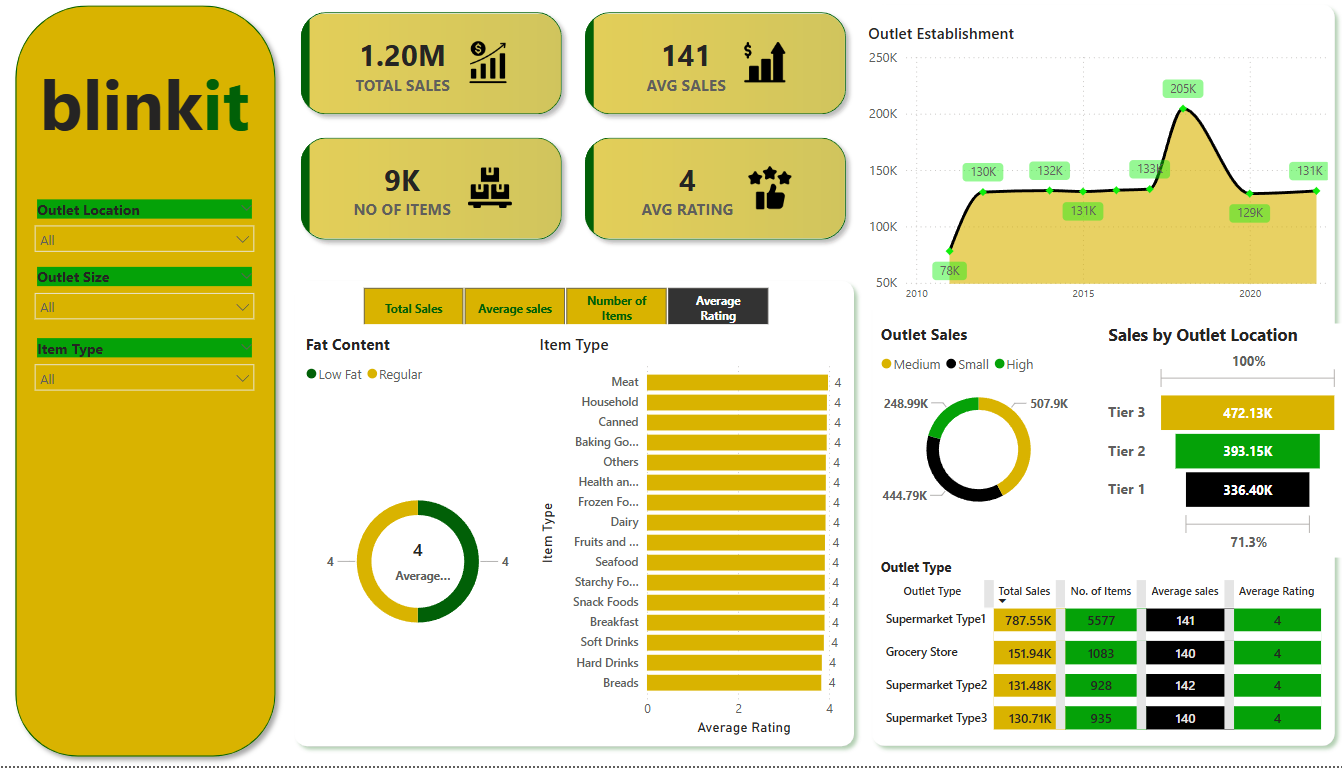 blinkit
Outlet Location
All
Outlet Size
All
Item Type
All
1.20M
TOTAL SALES
141
AVG SALES
9K
NO OF ITEMS
4
AVG RATING
Total Sales
Average sales
Number of
Items
Average
Rating
Fat Content
Low Fat Regular
4
4
Average...
4
Item Type
Item Type
Meat 4
Household 4
Canned 4
Baking Go... 4
Others 4
Health an... 4
Frozen Fo... 4
Dairy 4
Fruits and ... 4
Seafood 4
Starchy Fo... 4
Snack Foods 4
Breakfast 4
Soft Drinks 4
Hard Drinks 4
Breads 4
0 2 4
Average Rating
Outlet Establishment
250K
200K
150K
100K
50K
78K
130K
132K
131K
133K
205K
129K
131K
2010 2015 2020
Outlet Sales
Medium Small High
248.99K
507.9K
444.79K
Sales by Outlet Location
100%
Tier 3 472.13K
Tier 2 393.15K
Tier 1 336.40K
71.3%
Outlet Type
Outlet Type Total Sales No. of Items Average sales Average Rating
Supermarket Type1 787.55K 5577 141 4
Grocery Store 151.94K 1083 140 4
Supermarket Type2 131.48K 928 142 4
Supermarket Type3 130.71K 935 140 4